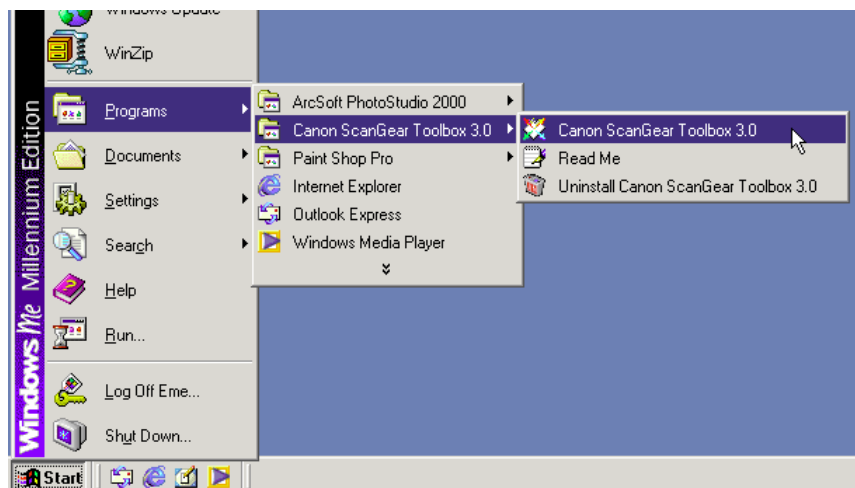 Windows Update
WinZip
Programs
Documents
Settings
Search
Help
Run...
Log Off Eme...
Shut Down...
Windows Me Millennium Edition
Start
ArcSoft PhotoStudio 2000
Canon ScanGear Toolbox 3.0
Paint Shop Pro
Internet Explorer
Outlook Express
Windows Media Player
Canon ScanGear Toolbox 3.0
Read Me
Uninstall Canon ScanGear Toolbox 3.0